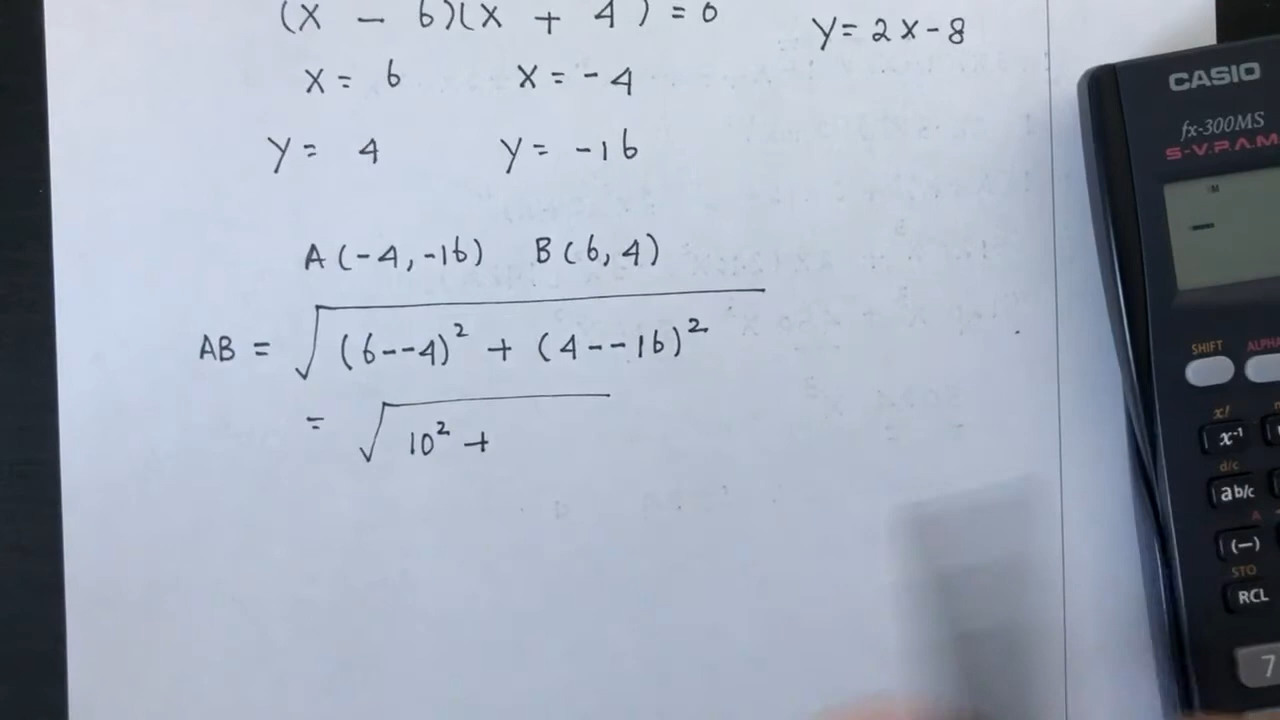 (x - 6)(x + 4) = 0
y = 2x - 8
x = 6 x = -4
y = 4 y = -16
A(-4, -16) B(6, 4)
AB = √(6--4)² + (4--16)²
= √10² +
CASIO
fx-300MS
S-V.P.A.M
M
SHIFT ALPHA
x!
x⁻¹
d/c
ab/c
A
(-)
STO
RCL
7